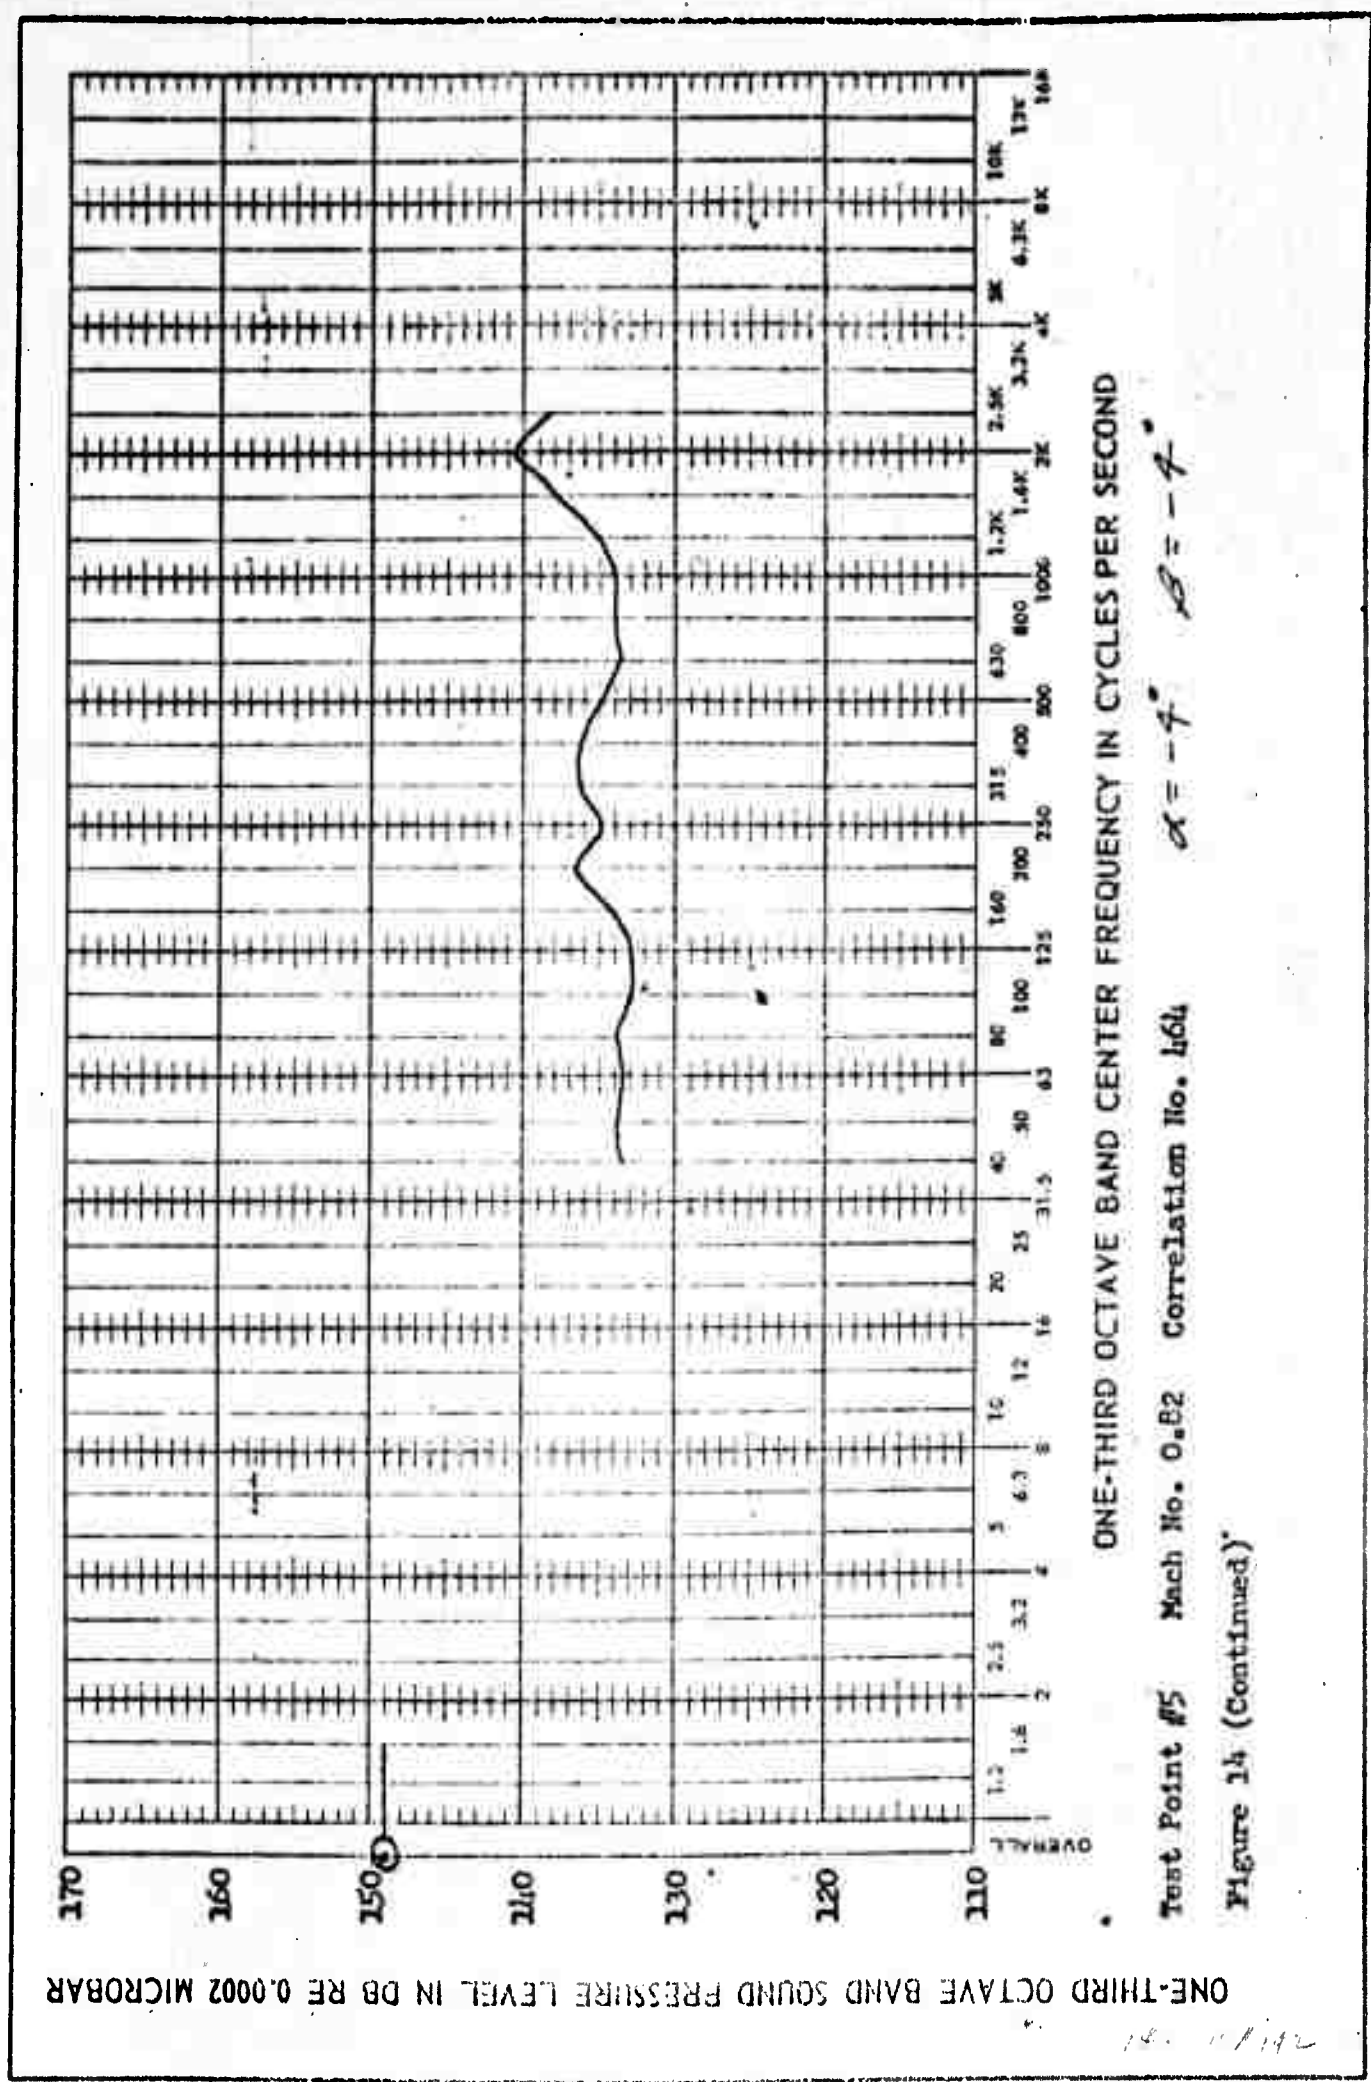 ONE-THIRD OCTAVE BAND SOUND PRESSURE LEVEL IN DB RE 0.0002 MICROBAR
170
160
150
140
130
120
110
OVERALL
1 1.2 1.6 2 2.5 3.2 4 5 6.3 8 10 12 16 20 25 31.5 40 50 63 80 100 125 160 200 250 315 400 500 630 800 1000 1.2K 1.6K 2K 2.5K 3.2K 4K 5K 6.3K 8K 10K 12K 16K
ONE-THIRD OCTAVE BAND CENTER FREQUENCY IN CYCLES PER SECOND
Test Point #5 Mach No. 0.82 Correlation No. 464 α = -4° β = -4°
Figure 14 (Continued)